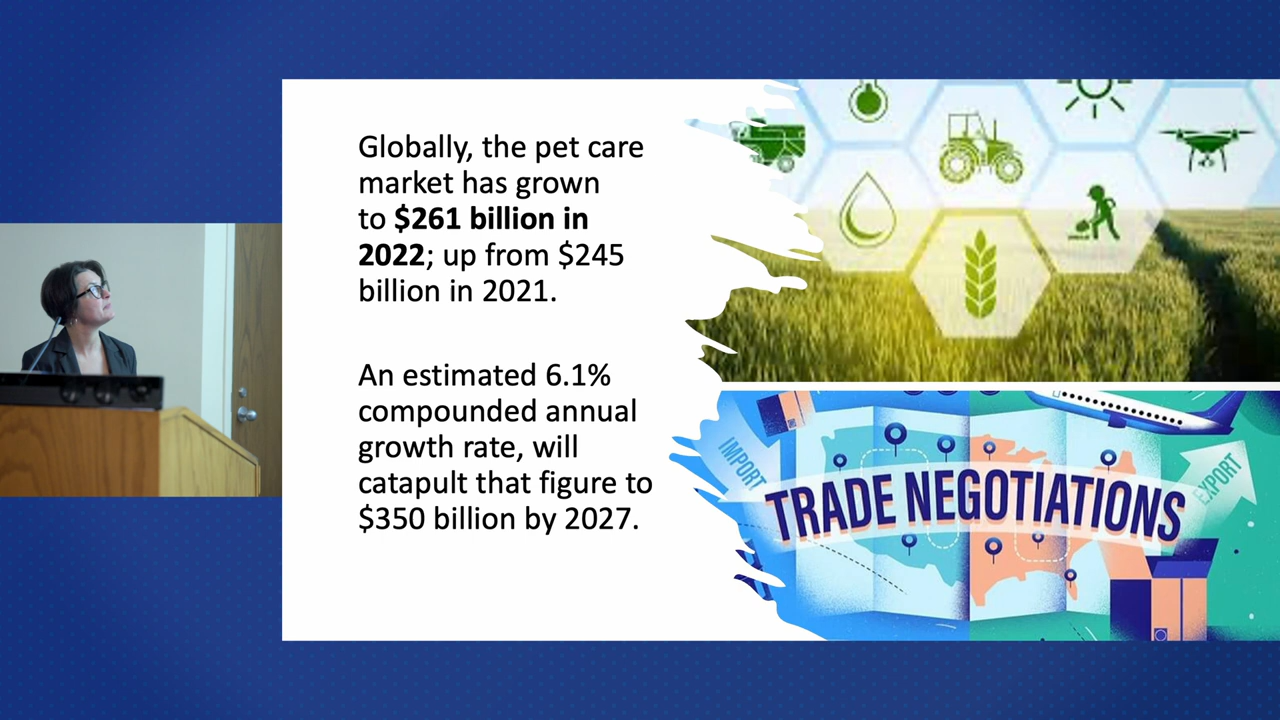 Globally, the pet care
market has grown
to $261 billion in
2022; up from $245
billion in 2021.
An estimated 6.1%
compounded annual
growth rate, will
catapult that figure to
$350 billion by 2027.
IMPORT
TRADE NEGOTIATIONS
EXPORT